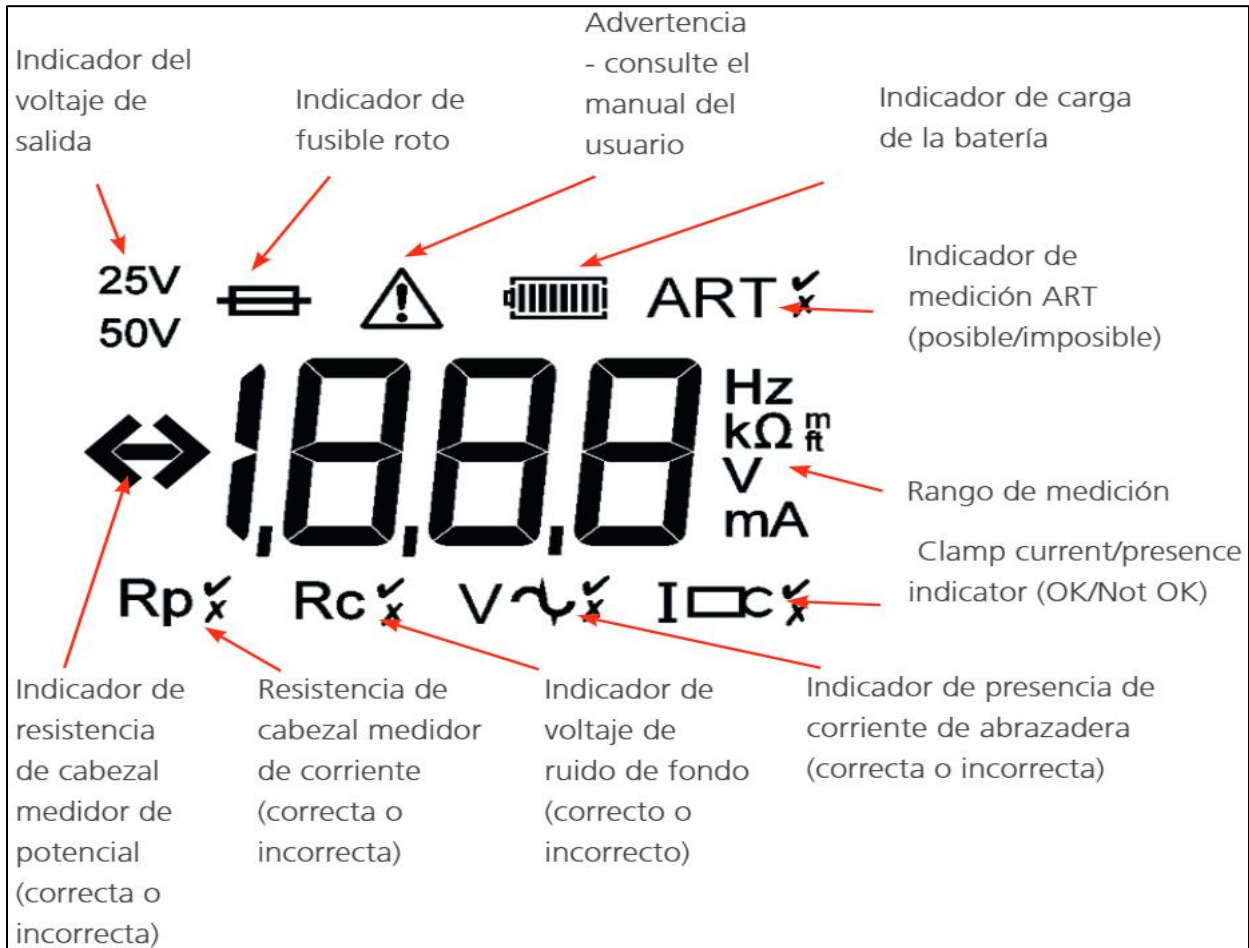 Indicador del
voltaje de
salida
Indicador de
fusible roto
Advertencia
- consulte el
manual del
usuario
Indicador de carga
de la batería
25V
50V
ART ✔
✘
Indicador de
medición ART
(posible/imposible)
1,8,8,8
Hz
kΩ m
ft
V
mA
Rango de medición
Clamp current/presence
indicator (OK/Not OK)
Rp ✔
✘
Rc ✔
✘
V ✔
✘
I C ✔
✘
Indicador de
resistencia
de cabezal
medidor de
potencial
(correcta o
incorrecta)
Resistencia de
cabezal medidor
de corriente
(correcta o
incorrecta)
Indicador de
voltaje de
ruido de fondo
(correcto o
incorrecto)
Indicador de presencia de
corriente de abrazadera
(correcta o incorrecta)